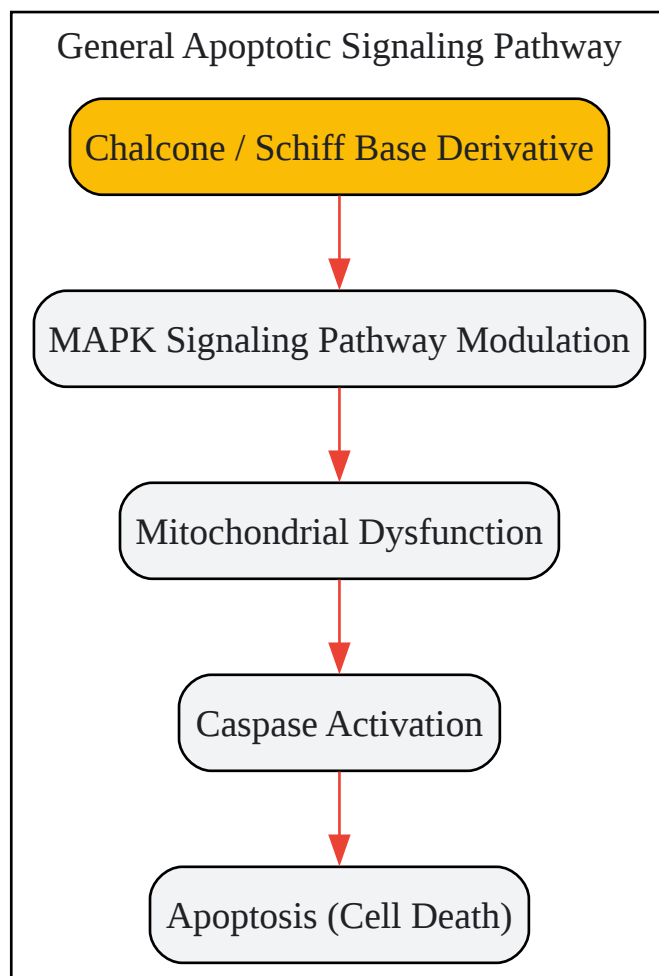 General Apoptotic Signaling Pathway
Chalcone / Schiff Base Derivative
MAPK Signaling Pathway Modulation
Mitochondrial Dysfunction
Caspase Activation
Apoptosis (Cell Death)